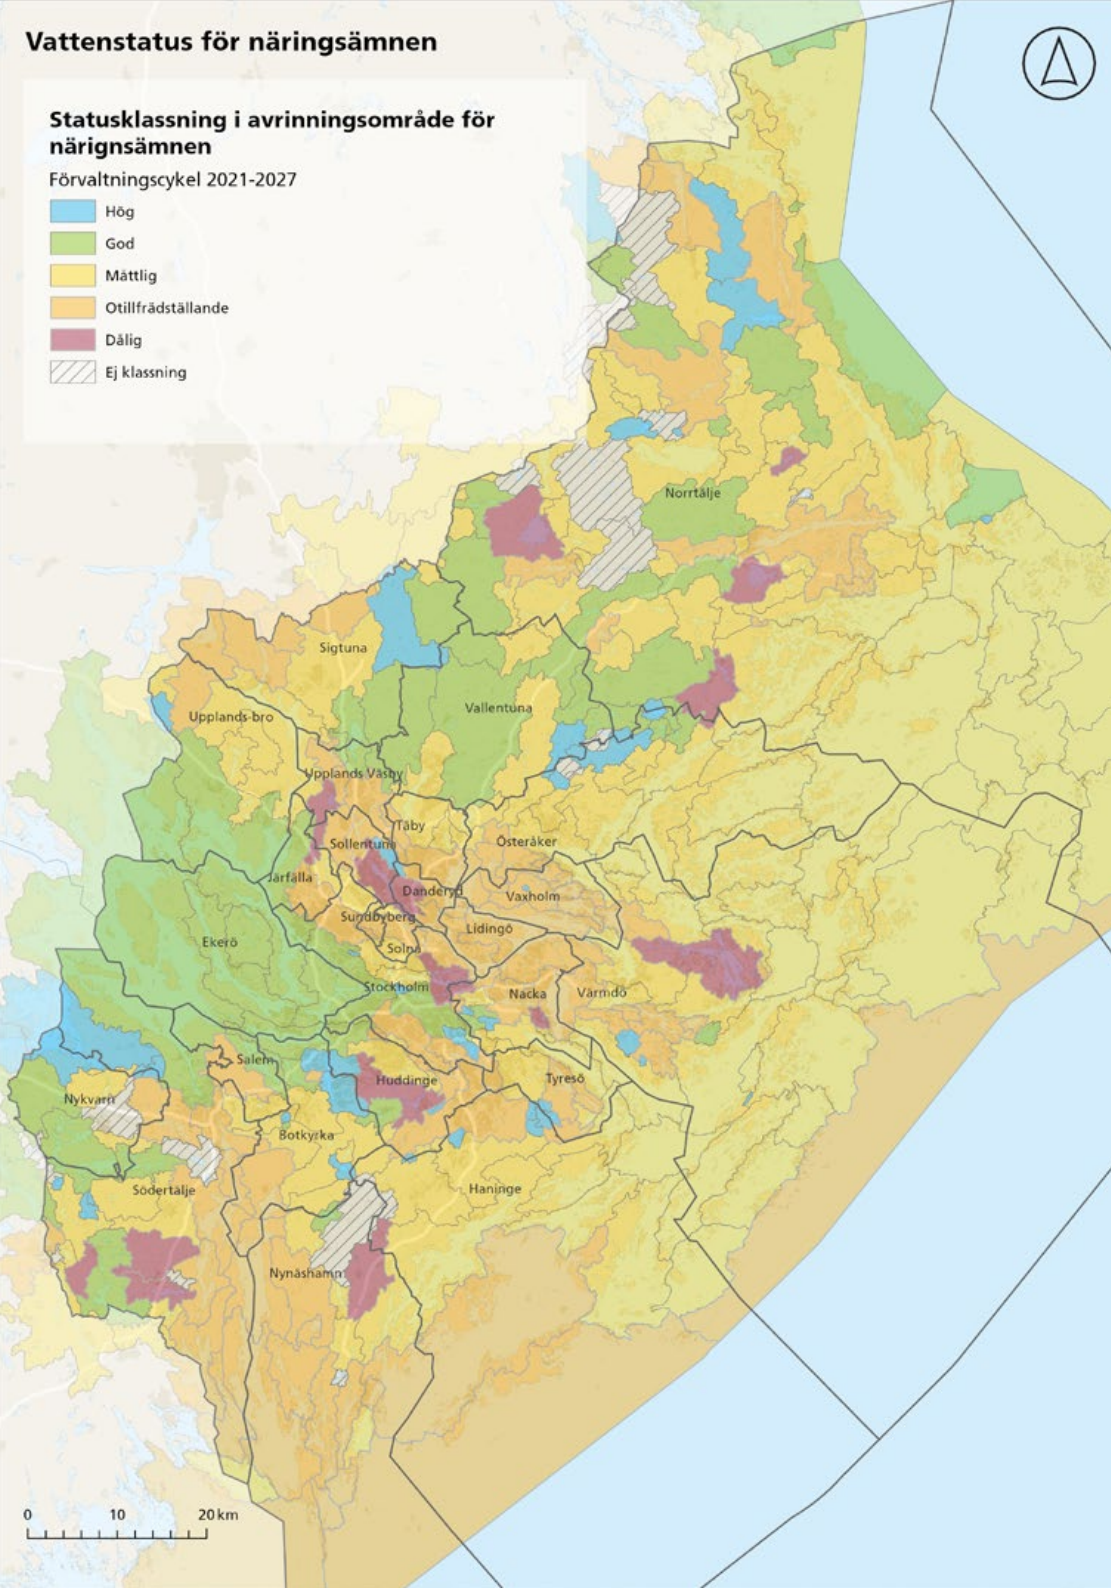 Vattenstatus för näringsämnen
Statusklassning i avrinningsområde för
närignsämnen
Förvaltningscykel 2021-2027
Hög
God
Måttlig
Otillfrädställande
Dålig
Ej klassning
Norrtälje
Sigtuna
Vallentuna
Upplands-bro
Upplands Väsby
Täby
Sollentuna
Österåker
Järfälla
Danderyd
Vaxholm
Sundbyberg
Lidingö
Ekerö
Solna
Stockholm
Nacka
Värmdö
Salem
Huddinge
Tyresö
Nykvarn
Botkyrka
Södertälje
Haninge
Nynäshamn
0 10 20 km